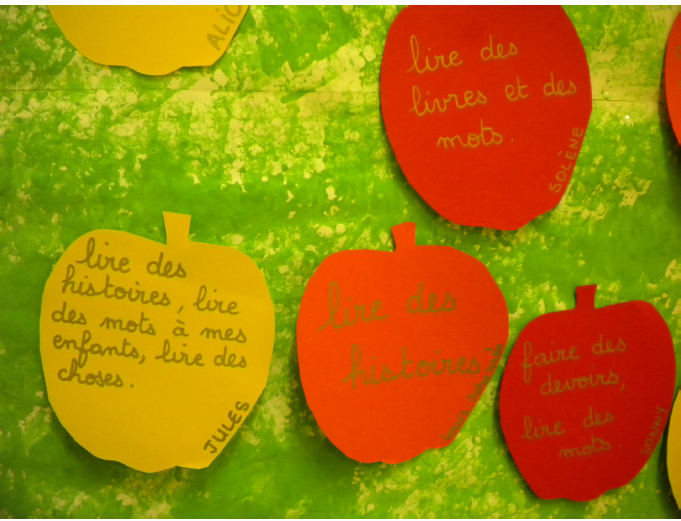 ALIC
lire des
livres et des
mots.
SOLÈNE
lire des
histoires, lire
des mots à mes
enfants, lire des
choses.
JULES
lire des
histoires.
faire des
devoirs,
lire des
mots.
SONNY